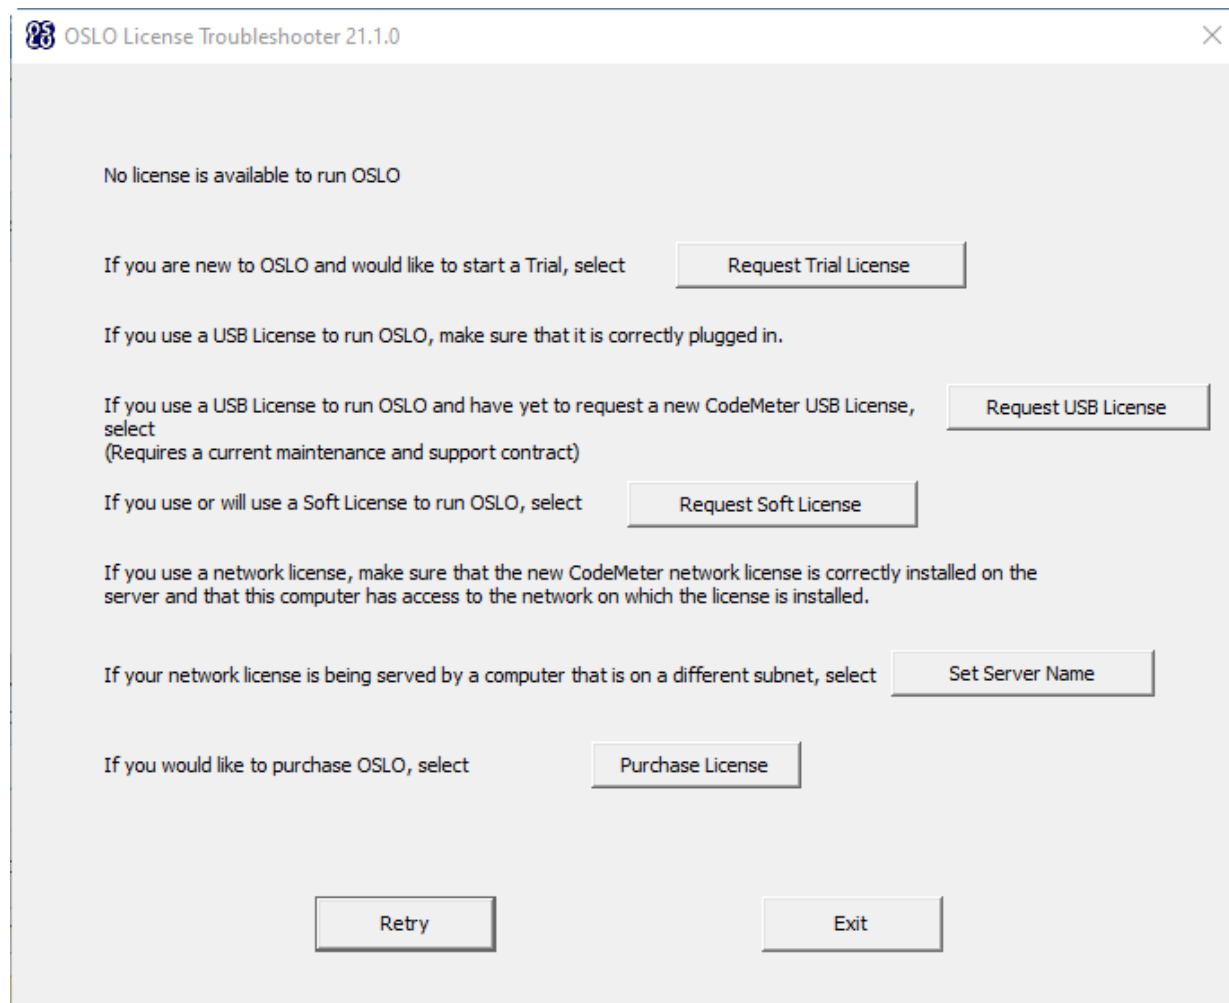 OSLO License Troubleshooter 21.1.0
No license is available to run OSLO
If you are new to OSLO and would like to start a Trial, select Request Trial License
If you use a USB License to run OSLO, make sure that it is correctly plugged in.
If you use a USB License to run OSLO and have yet to request a new CodeMeter USB License, Request USB License
select
(Requires a current maintenance and support contract)
If you use or will use a Soft License to run OSLO, select Request Soft License
If you use a network license, make sure that the new CodeMeter network license is correctly installed on the
server and that this computer has access to the network on which the license is installed.
If your network license is being served by a computer that is on a different subnet, select Set Server Name
If you would like to purchase OSLO, select Purchase License
Retry Exit